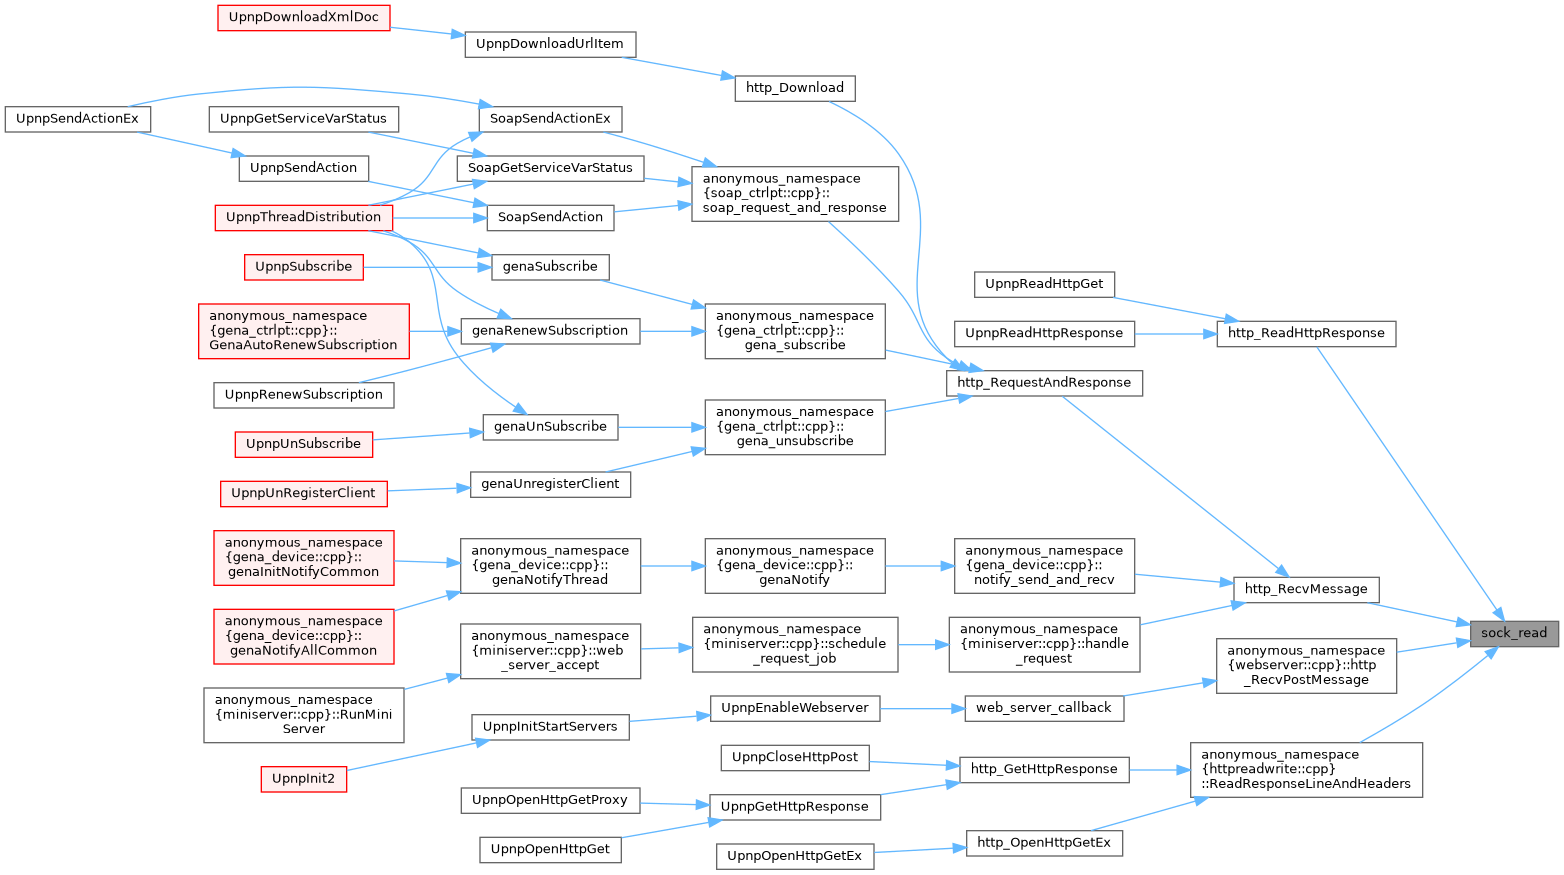 UpnpDownloadXmlDoc
UpnpDownloadUrlItem
http_Download
UpnpSendActionEx
UpnpGetServiceVarStatus
SoapSendActionEx
UpnpSendAction
SoapGetServiceVarStatus
anonymous_namespace
{soap_ctrlpt::cpp}::
soap_request_and_response
UpnpThreadDistribution
SoapSendAction
UpnpSubscribe
genaSubscribe
UpnpReadHttpGet
anonymous_namespace
{gena_ctrlpt::cpp}::
GenaAutoRenewSubscription
genaRenewSubscription
anonymous_namespace
{gena_ctrlpt::cpp}::
gena_subscribe
UpnpReadHttpResponse
http_ReadHttpResponse
UpnpRenewSubscription
http_RequestAndResponse
UpnpUnSubscribe
genaUnSubscribe
anonymous_namespace
{gena_ctrlpt::cpp}::
gena_unsubscribe
UpnpUnRegisterClient
genaUnregisterClient
anonymous_namespace
{gena_device::cpp}::
genaInitNotifyCommon
anonymous_namespace
{gena_device::cpp}::
genaNotifyThread
anonymous_namespace
{gena_device::cpp}::
genaNotify
anonymous_namespace
{gena_device::cpp}::
notify_send_and_recv
http_RecvMessage
anonymous_namespace
{gena_device::cpp}::
genaNotifyAllCommon
anonymous_namespace
{miniserver::cpp}::web
_server_accept
anonymous_namespace
{miniserver::cpp}::schedule
_request_job
anonymous_namespace
{miniserver::cpp}::handle
_request
sock_read
anonymous_namespace
{webserver::cpp}::http
_RecvPostMessage
anonymous_namespace
{miniserver::cpp}::RunMini
Server
UpnpInitStartServers
UpnpEnableWebserver
web_server_callback
UpnpInit2
UpnpCloseHttpPost
http_GetHttpResponse
anonymous_namespace
{httpreadwrite::cpp}
::ReadResponseLineAndHeaders
UpnpOpenHttpGetProxy
UpnpGetHttpResponse
UpnpOpenHttpGet
UpnpOpenHttpGetEx
http_OpenHttpGetEx